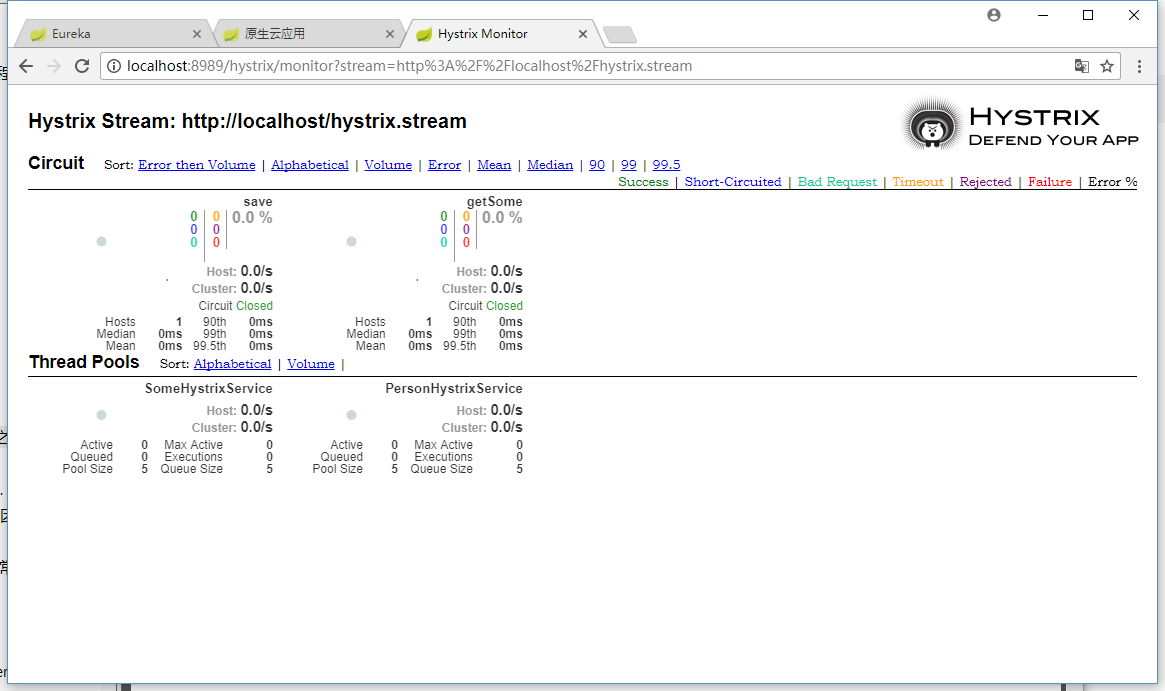 Eureka 原生云应用 Hystrix Monitor
localhost:8989/hystrix/monitor?stream=http%3A%2F%2Flocalhost%2Fhystrix.stream
Hystrix Stream: http://localhost/hystrix.stream
HYSTRIX
DEFEND YOUR APP
Circuit Sort: Error then Volume | Alphabetical | Volume | Error | Mean | Median | 90 | 99 | 99.5
Success | Short-Circuited | Bad Request | Timeout | Rejected | Failure | Error %
save getSome
0 0 0.0 % 0 0 0.0 %
0 0 0 0
0 0 0 0
Host: 0.0/s Host: 0.0/s
Cluster: 0.0/s Cluster: 0.0/s
Circuit Closed Circuit Closed
Hosts 1 90th 0ms Hosts 1 90th 0ms
Median 0ms 99th 0ms Median 0ms 99th 0ms
Mean 0ms 99.5th 0ms Mean 0ms 99.5th 0ms
Thread Pools Sort: Alphabetical | Volume |
SomeHystrixService PersonHystrixService
Host: 0.0/s Host: 0.0/s
Cluster: 0.0/s Cluster: 0.0/s
Active 0 Max Active 0 Active 0 Max Active 0
Queued 0 Executions 0 Queued 0 Executions 0
Pool Size 5 Queue Size 5 Pool Size 5 Queue Size 5